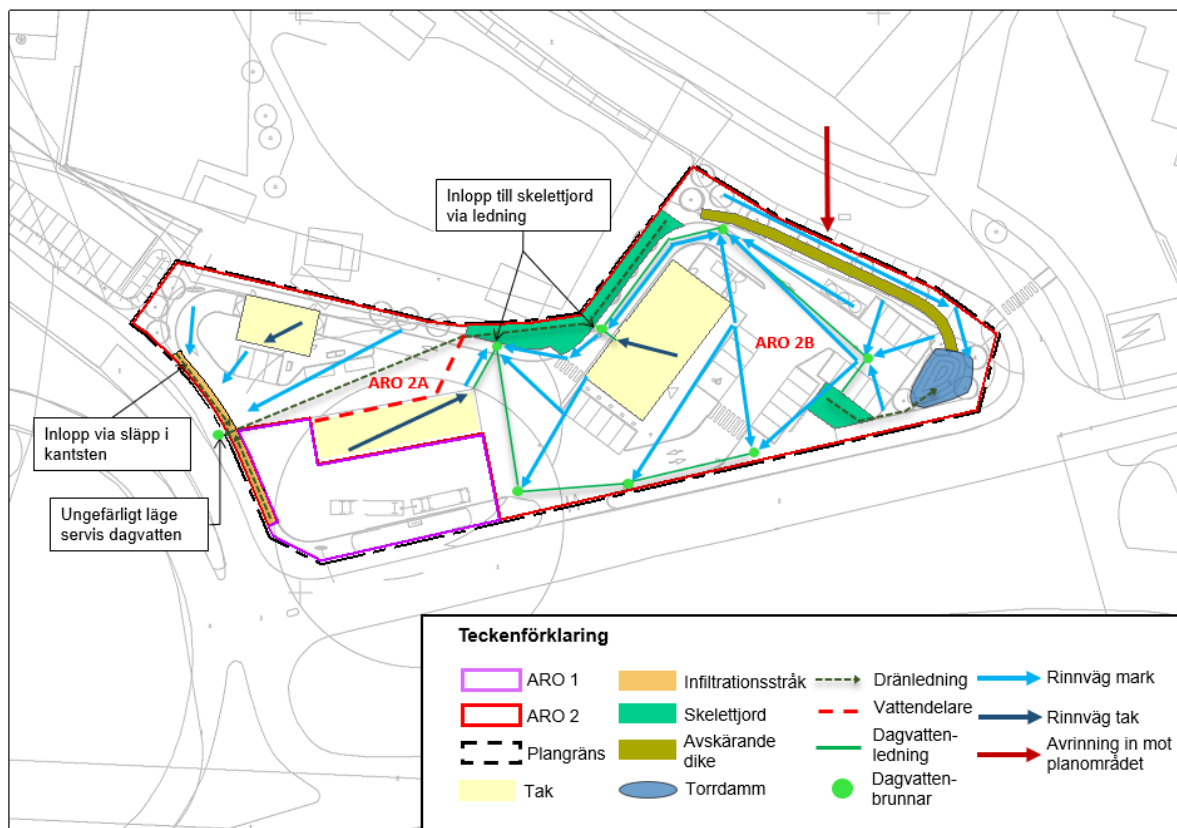 Inlopp till skelettjord
via ledning
ARO 2B
ARO 2A
Inlopp via släpp i
kantsten
Ungefärligt läge
servis dagvatten
Teckenförklaring
ARO 1
ARO 2
Plangräns
Tak
Infiltrationsstråk
Skelettjord
Avskärande
dike
Torrdamm
Dränledning
Vattendelare
Dagvatten-
ledning
Dagvatten-
brunnar
Rinnväg mark
Rinnväg tak
Avrinning in mot
planområdet